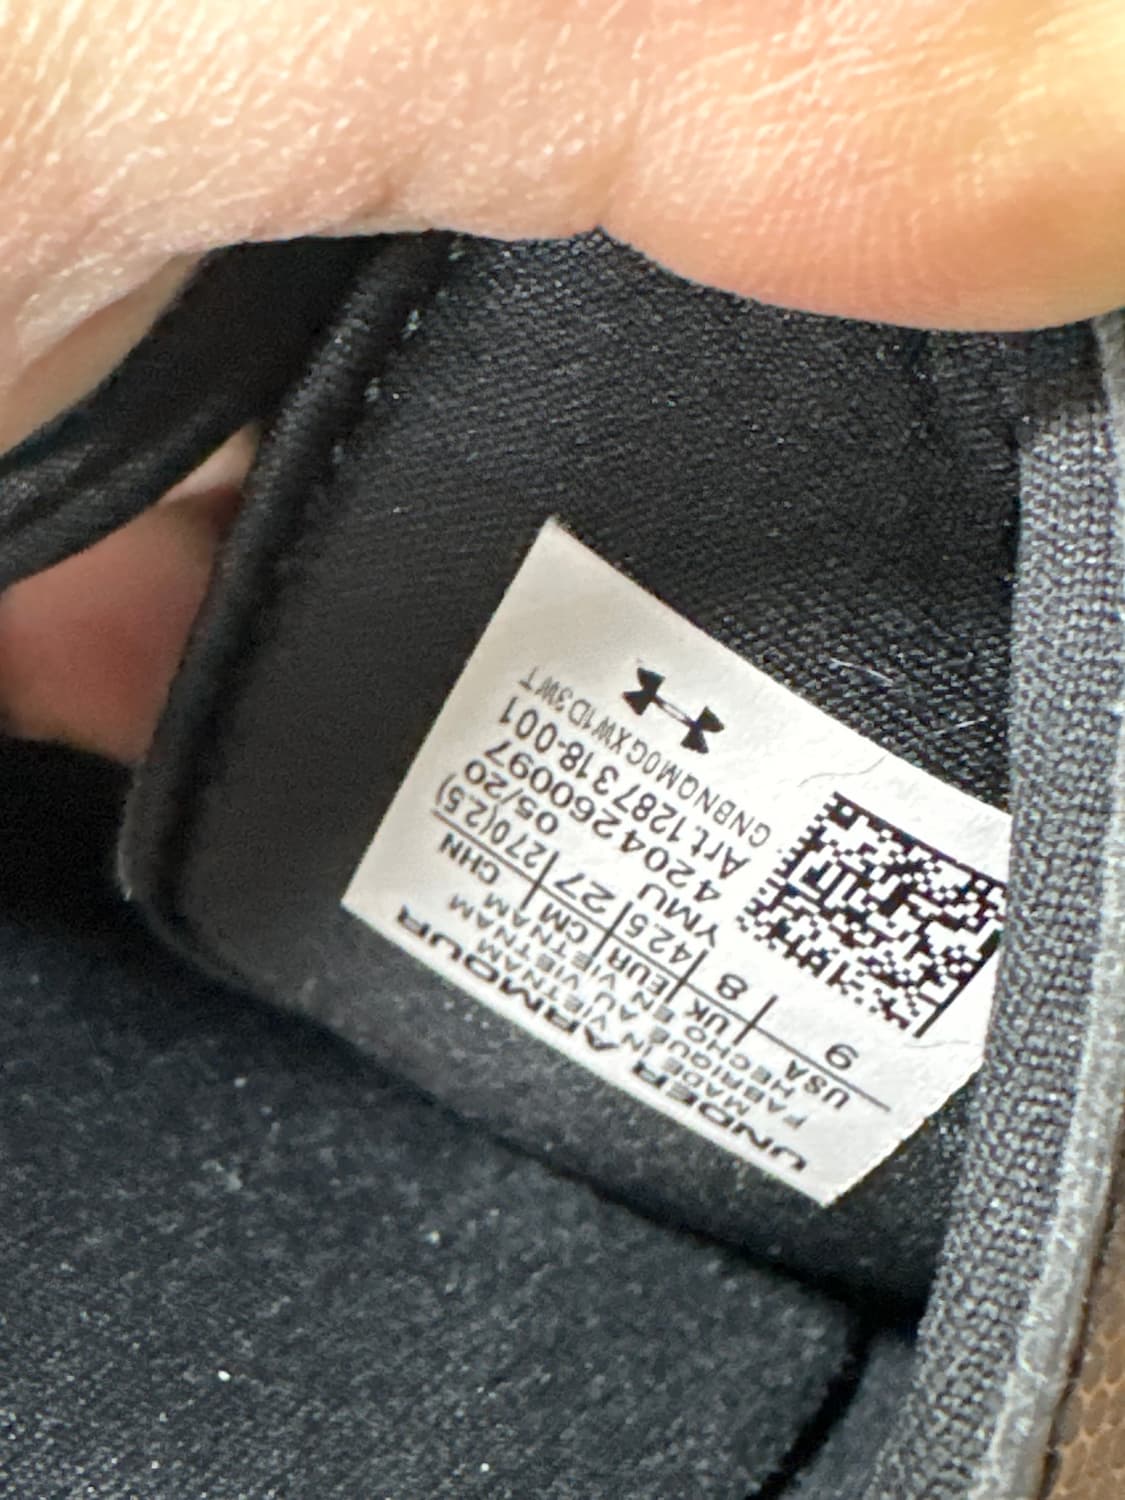 UNDER ARMOUR
MADE IN VIETNAM
FABRIQUÉ AU VIETNAM
HECHO EN VIETNAM
USA UK EUR CM CHN
9 8 42.5 27 270(2.5)
YMU 05/20
4204260097
Art.1287318-001
GNBNQM0GXW1D3WT